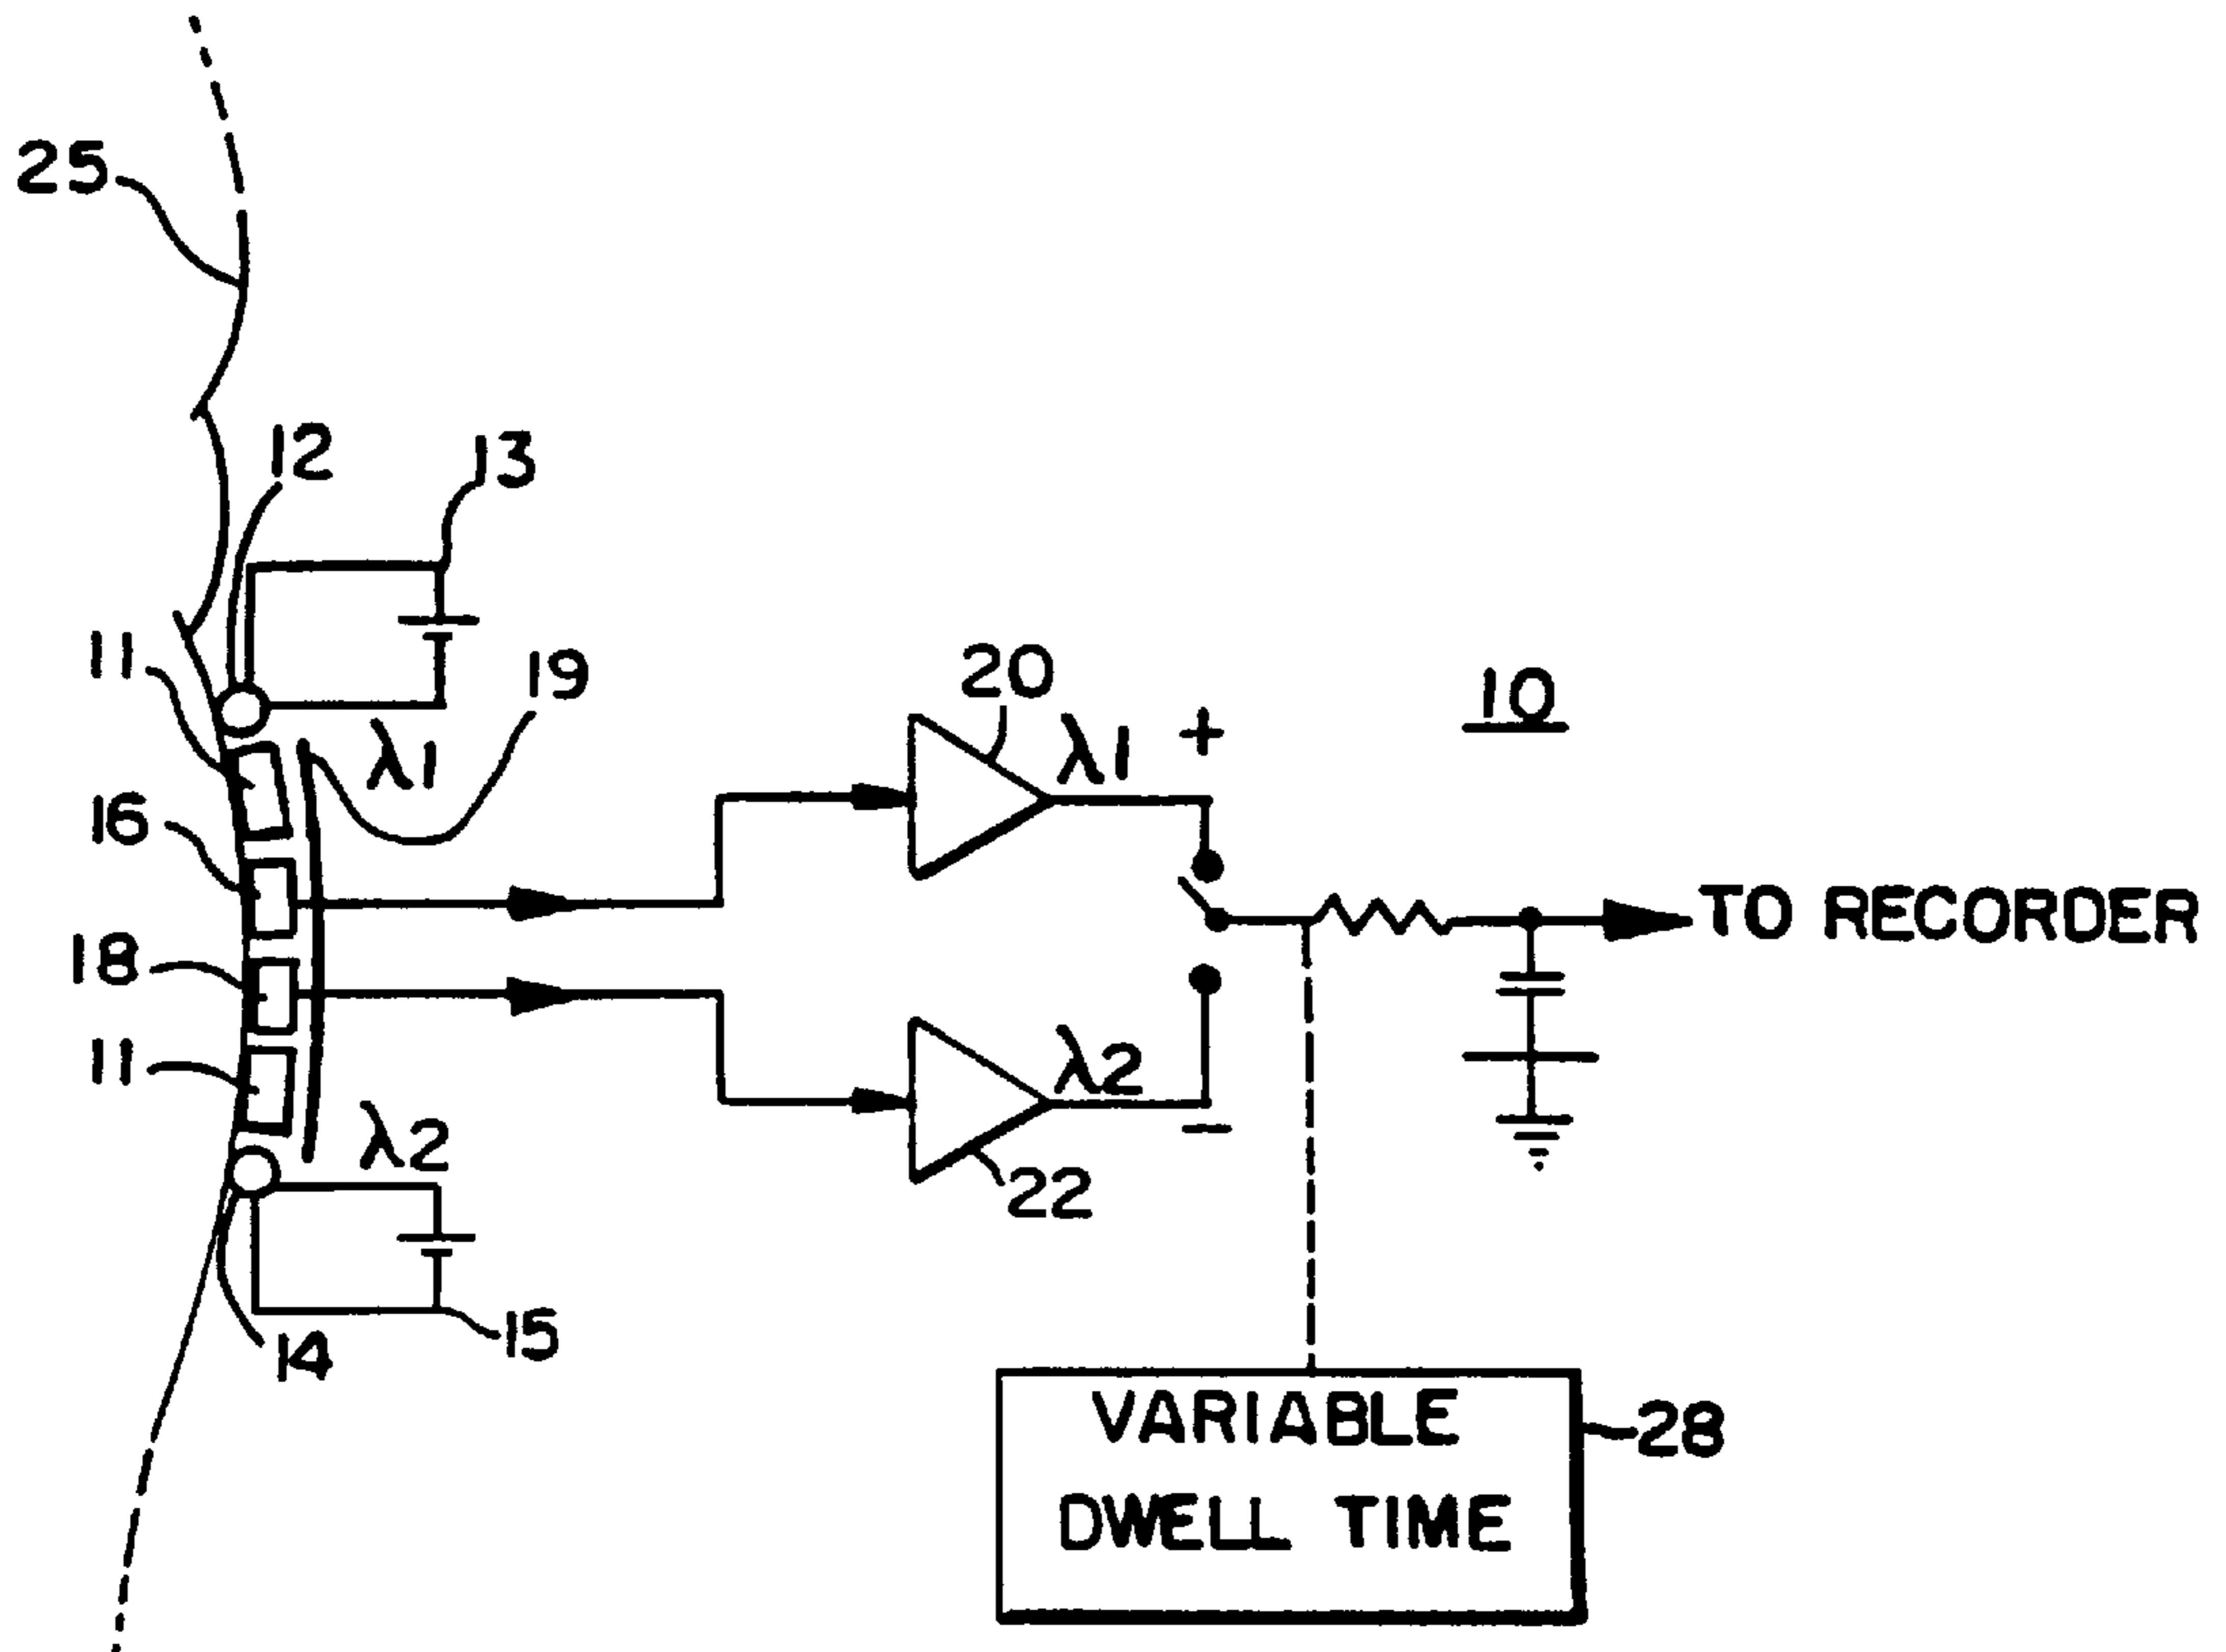 25
12
13
11
19
λ1
16
18
11
λ2
14
15
20
λ1
+
10
TO RECORDER
λ2
−
22
VARIABLE
DWELL TIME
28